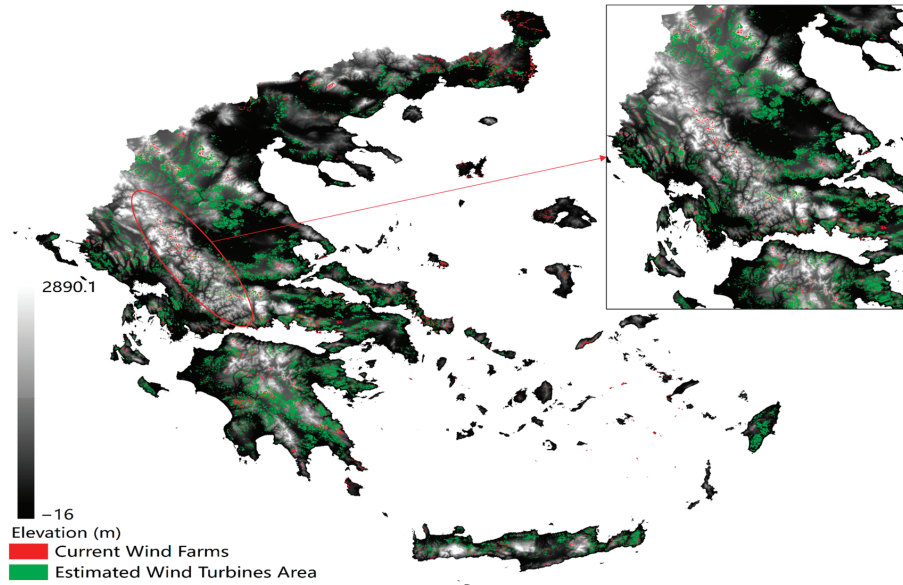 2890.1
−16
Elevation (m)
Current Wind Farms
Estimated Wind Turbines Area